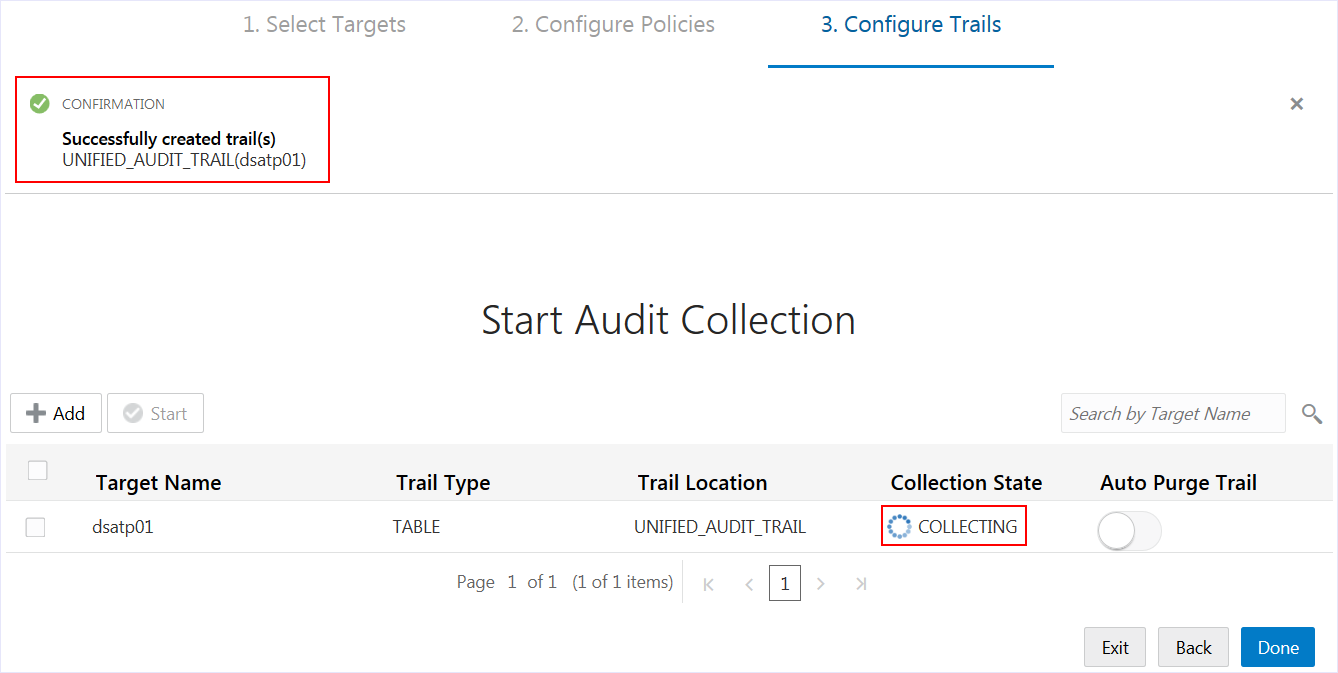 1. Select Targets 2. Configure Policies 3. Configure Trails
CONFIRMATION
Successfully created trail(s)
UNIFIED_AUDIT_TRAIL(dsatp01)
Start Audit Collection
Add Start Search by Target Name
Target Name Trail Type Trail Location Collection State Auto Purge Trail
dsatp01 TABLE UNIFIED_AUDIT_TRAIL COLLECTING
Page 1 of 1 (1 of 1 items) 1
Exit Back Done